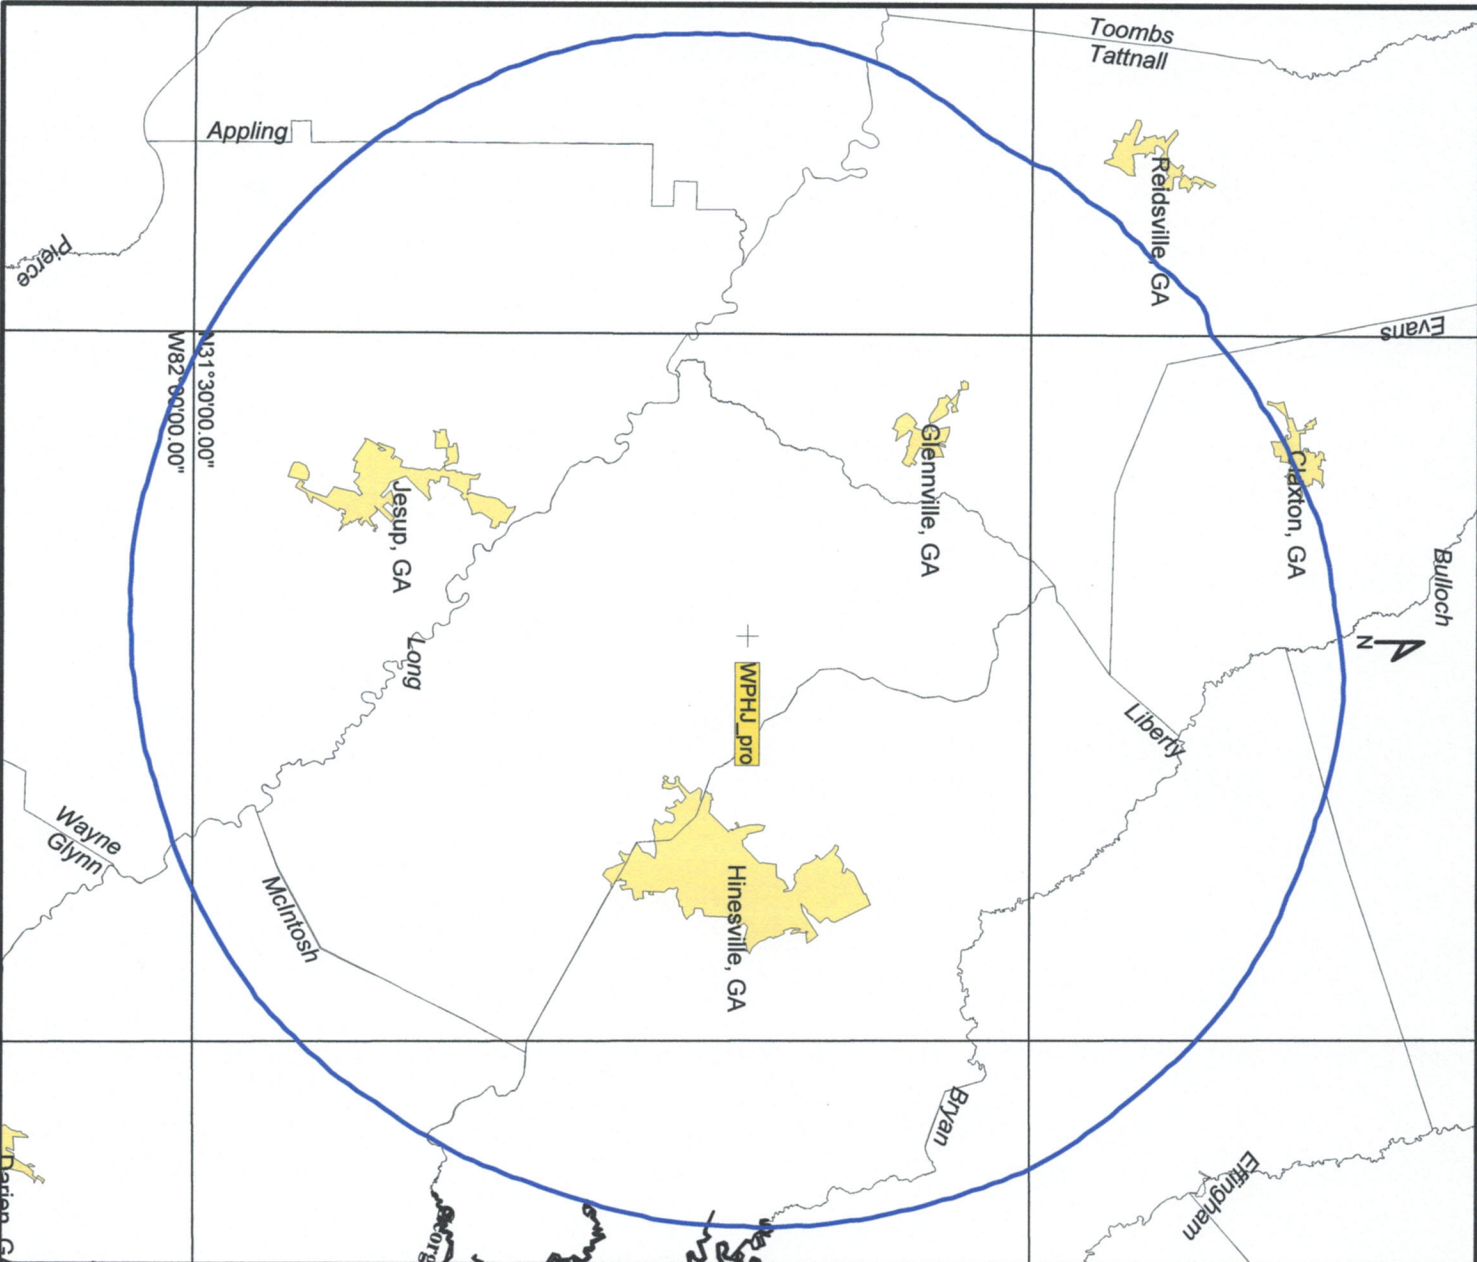 Toombs
Tattnall
Appling
Reidsville, GA
Pierce
Evans
N31°30'00.00"
W82°00'00.00"
Glennville, GA
Claxton, GA
Jesup, GA
Bulloch
N
Long
WPHJ_pro
Liberty
Wayne
Glynn
McIntosh
Hinesville, GA
Bryan
Effingham